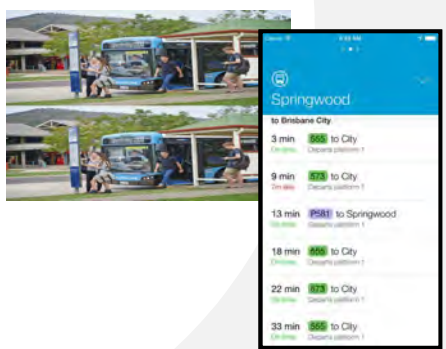 Springwood
to Brisbane City
3 min 555 to City
On time Departs platform 1
9 min 573 to City
Departs platform 1
13 min P581 to Springwood
On time Departs platform 1
18 min 555 to City
On time Departs platform 1
22 min 573 to City
On time Departs platform 1
33 min 555 to City
On time Departs platform 1